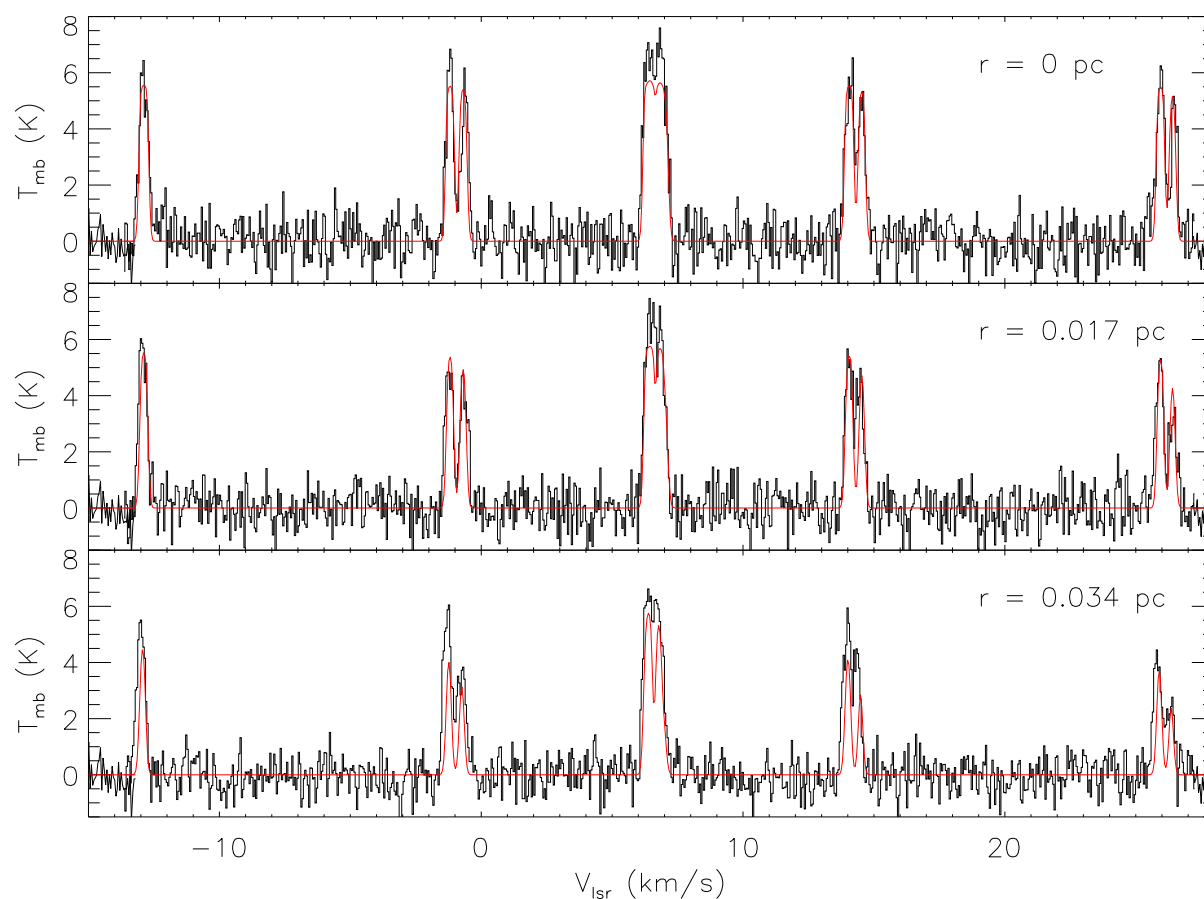 8
6
4
2
0
T_mb (K)
r = 0 pc
8
6
4
2
0
T_mb (K)
r = 0.017 pc
8
6
4
2
0
T_mb (K)
r = 0.034 pc
−10 0 10 20
V_lsr (km/s)